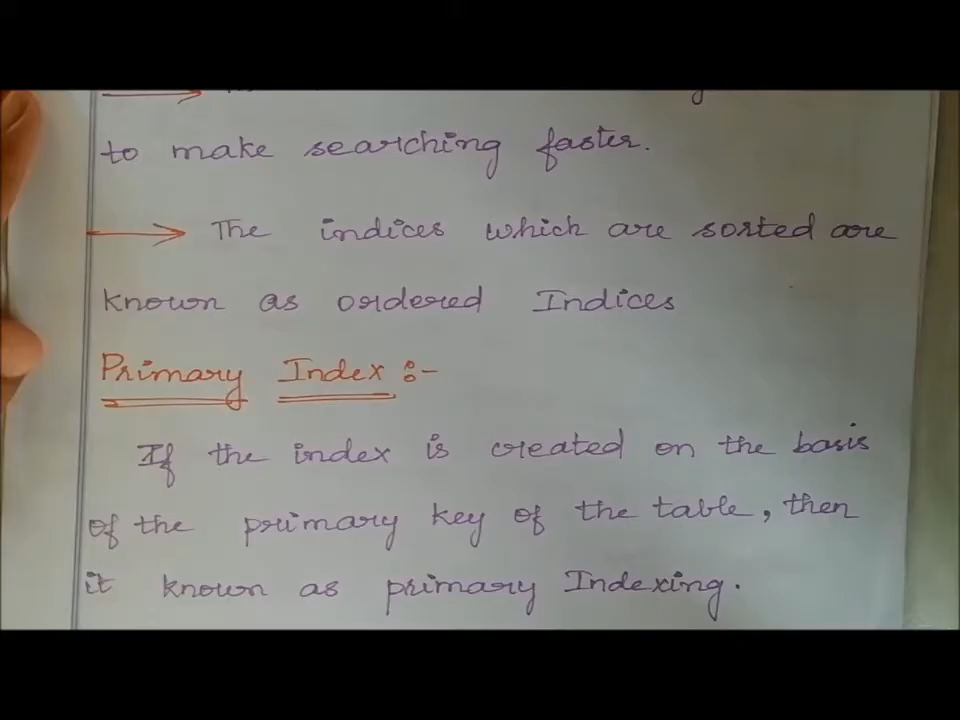 to make searching faster.
The indices which are sorted are
known as ordered Indices
Primary Index :-
If the index is created on the basis
of the primary key of the table, then
it known as primary Indexing.